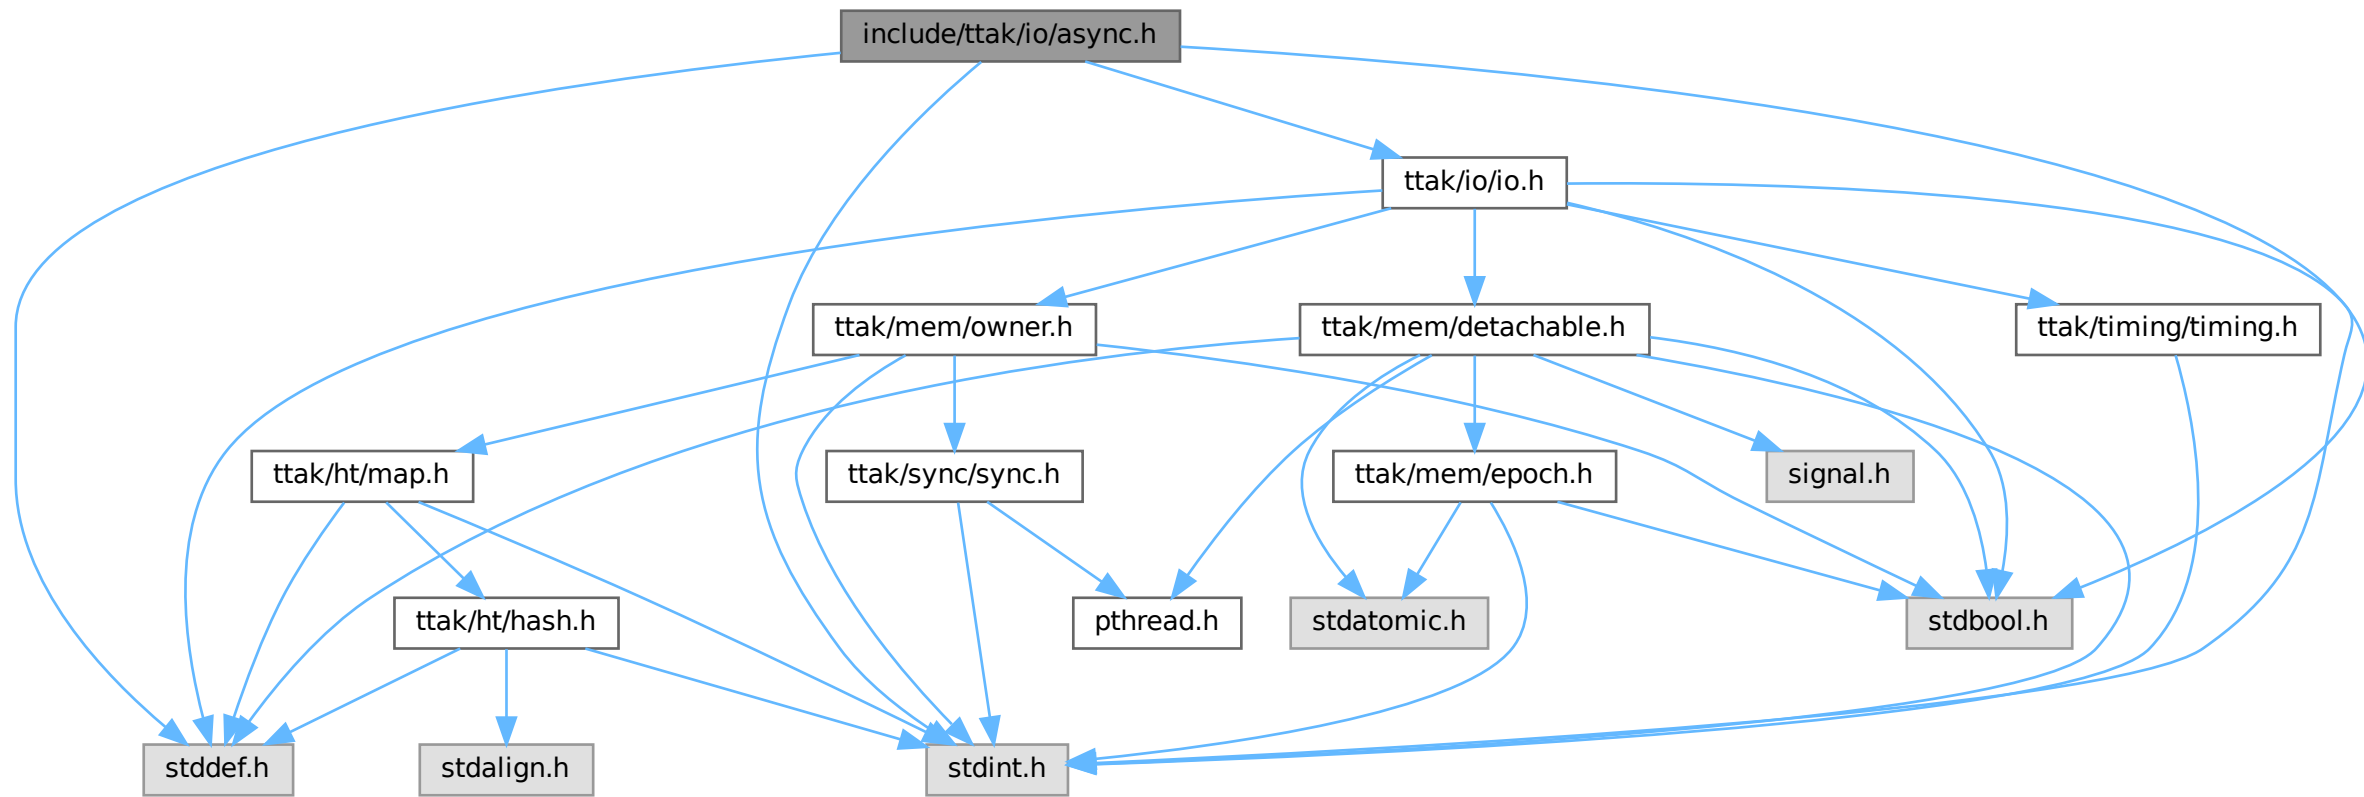 include/ttak/io/async.h
ttak/io/io.h
ttak/mem/owner.h
ttak/mem/detachable.h
ttak/timing/timing.h
ttak/ht/map.h
ttak/sync/sync.h
ttak/mem/epoch.h
signal.h
ttak/ht/hash.h
pthread.h
stdatomic.h
stdbool.h
stddef.h
stdalign.h
stdint.h